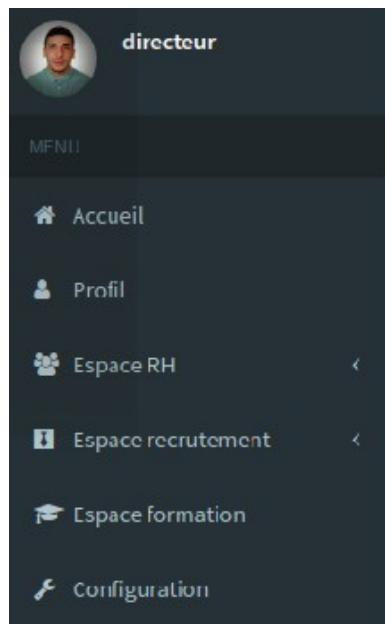 directeur
MENU
Accueil
Profil
Espace RH
Espace recrutement
Espace formation
Configuration